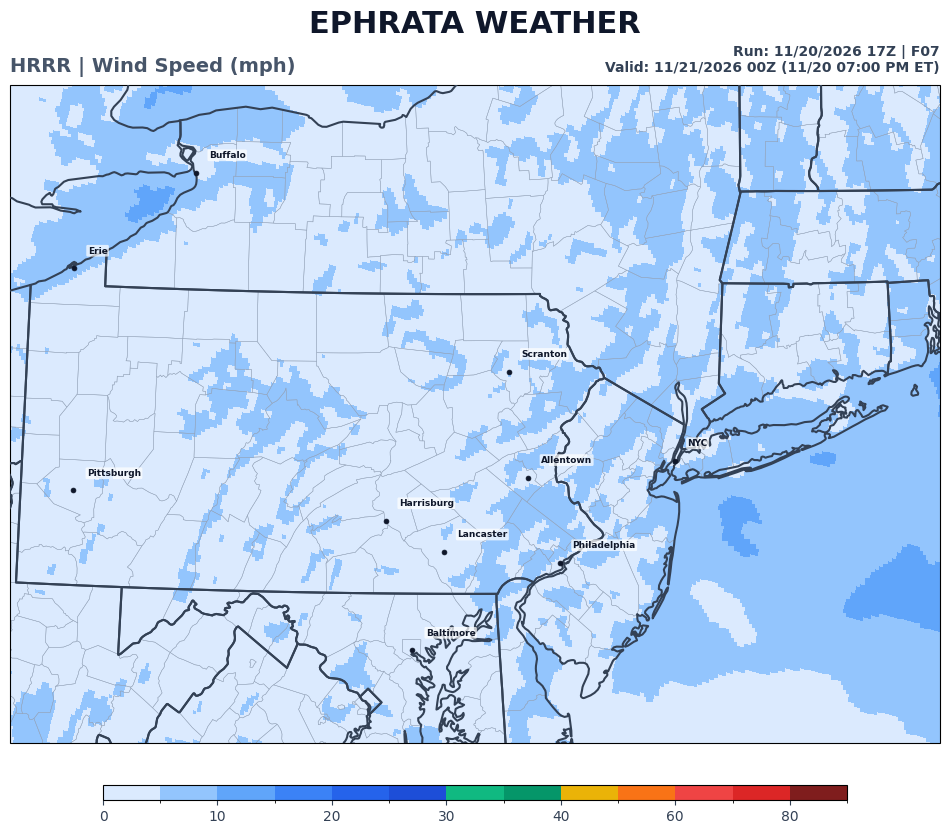 EPHRATA WEATHER
HRRR | Wind Speed (mph)
Run: 11/20/2026 17Z | F07
Valid: 11/21/2026 00Z (11/20 07:00 PM ET)
Buffalo
Erie
Scranton
NYC
Allentown
Pittsburgh
Harrisburg
Lancaster
Philadelphia
Baltimore
0 10 20 30 40 50 60 70 80